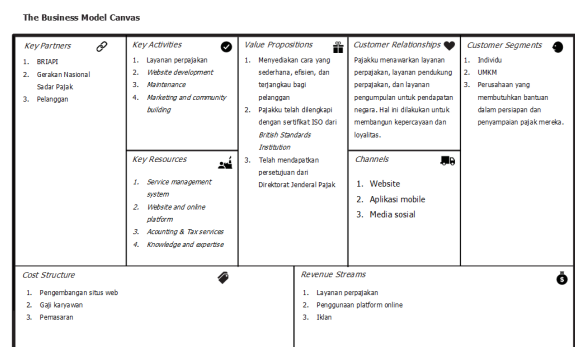 The Business Model Canvas
Key Partners
1. BRIAPI
2. Gerakan Nasional
Sadar Pajak
3. Pelanggan
Key Activities
1. Layanan perpajakan
2. Website development
3. Maintenance
4. Marketing and community
building
Key Resources
1. Service management
system
2. Website and online
platform
3. Acounting & Tax services
4. Knowledge and expertise
Value Propositions
1. Menyediakan cara yang
sederhana, efisien, dan
terjangkau bagi
pelanggan
2. Pajakku telah dilengkapi
dengan sertifikat ISO dari
British Standards
Institution
3. Telah mendapatkan
persetujuan dari
Direktorat Jenderal Pajak
Customer Relationships
Pajakku menawarkan layanan
perpajakan, layanan pendukung
perpajakan, dan layanan
pengumpulan untuk pendapatan
negara. Hal ini dilakukan untuk
membangun kepercayaan dan
loyalitas.
Channels
1. Website
2. Aplikasi mobile
3. Media sosial
Customer Segments
1. Individu
2. UMKM
3. Perusahaan yang
membutuhkan bantuan
dalam persiapan dan
penyampaian pajak mereka.
Cost Structure
1. Pengembangan situs web
2. Gaji karyawan
3. Pemasaran
Revenue Streams
1. Layanan perpajakan
2. Penggunaan platform online
3. Iklan